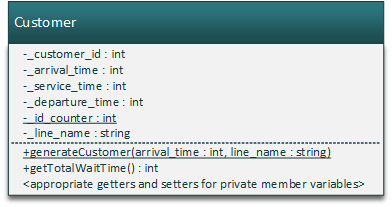 Customer
-_customer_id : int
-_arrival_time : int
-_service_time : int
-_departure_time : int
-_id_counter : int
-_line_name : string
+generateCustomer(arrival_time : int, line_name : string)
+getTotalWaitTime() : int
<appropriate getters and setters for private member variables>